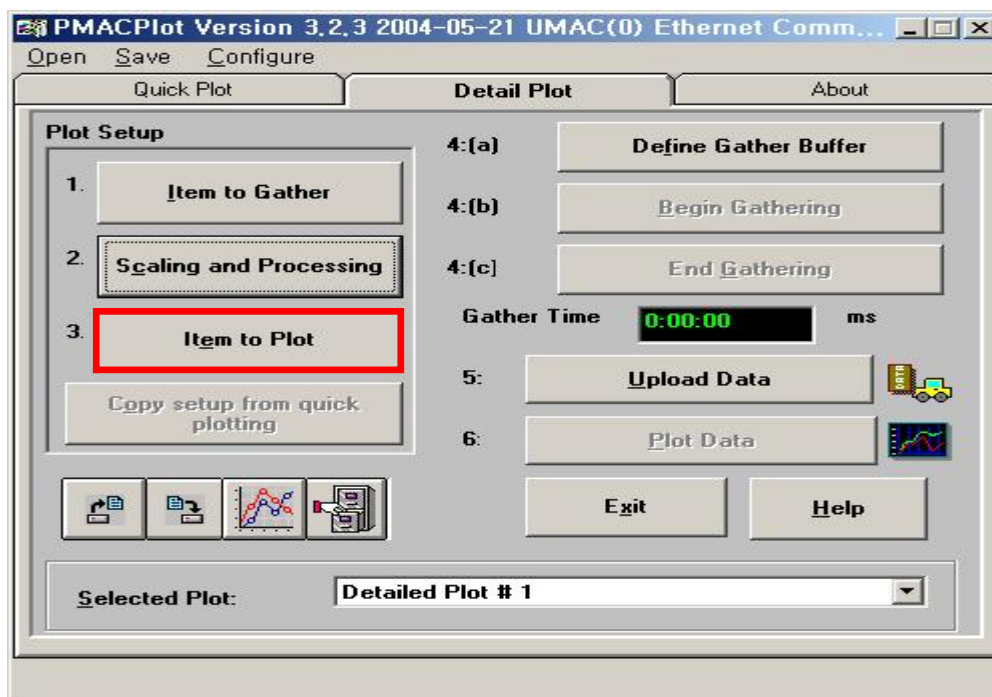 PMACPlot Version 3,2,3 2004-05-21 UMAC(0) Ethernet Comm...
Open Save Configure
Quick Plot Detail Plot About
Plot Setup
1. Item to Gather
2. Scaling and Processing
3. Item to Plot
Copy setup from quick
plotting
4:(a) Define Gather Buffer
4:(b) Begin Gathering
4:(c) End Gathering
Gather Time 0:00:00 ms
5: Upload Data
DATA
6: Plot Data
Exit Help
Selected Plot: Detailed Plot # 1